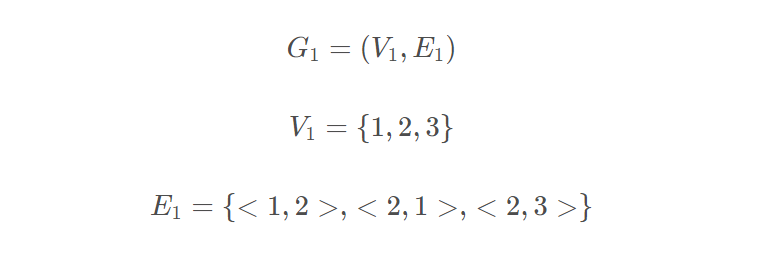 G₁ = (V₁, E₁)
V₁ = {1, 2, 3}
E₁ = {< 1, 2 >, < 2, 1 >, < 2, 3 >}